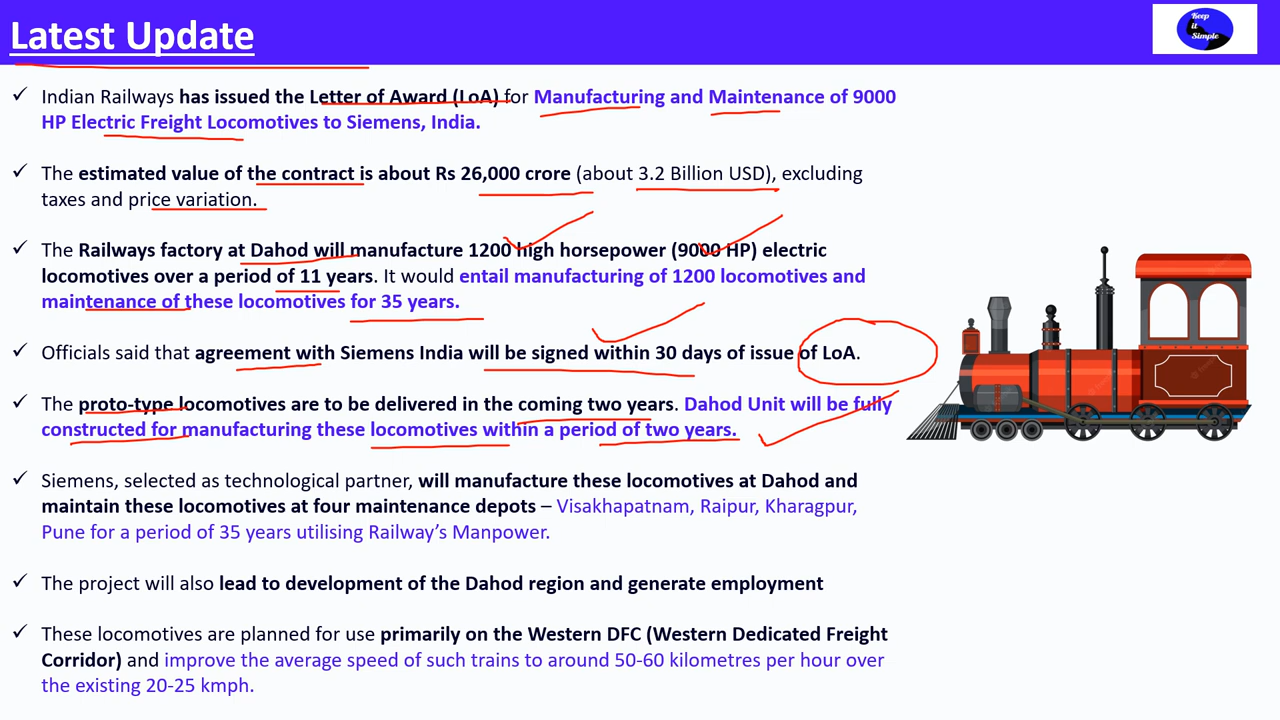 Latest Update
Keep
it
Simple
✓ Indian Railways has issued the Letter of Award (LoA) for Manufacturing and Maintenance of 9000
HP Electric Freight Locomotives to Siemens, India.
✓ The estimated value of the contract is about Rs 26,000 crore (about 3.2 Billion USD), excluding
taxes and price variation.
✓ The Railways factory at Dahod will manufacture 1200 high horsepower (9000 HP) electric
locomotives over a period of 11 years. It would entail manufacturing of 1200 locomotives and
maintenance of these locomotives for 35 years.
✓ Officials said that agreement with Siemens India will be signed within 30 days of issue of LoA.
✓ The proto-type locomotives are to be delivered in the coming two years. Dahod Unit will be fully
constructed for manufacturing these locomotives within a period of two years.
✓ Siemens, selected as technological partner, will manufacture these locomotives at Dahod and
maintain these locomotives at four maintenance depots – Visakhapatnam, Raipur, Kharagpur,
Pune for a period of 35 years utilising Railway’s Manpower.
✓ The project will also lead to development of the Dahod region and generate employment
✓ These locomotives are planned for use primarily on the Western DFC (Western Dedicated Freight
Corridor) and improve the average speed of such trains to around 50-60 kilometres per hour over
the existing 20-25 kmph.